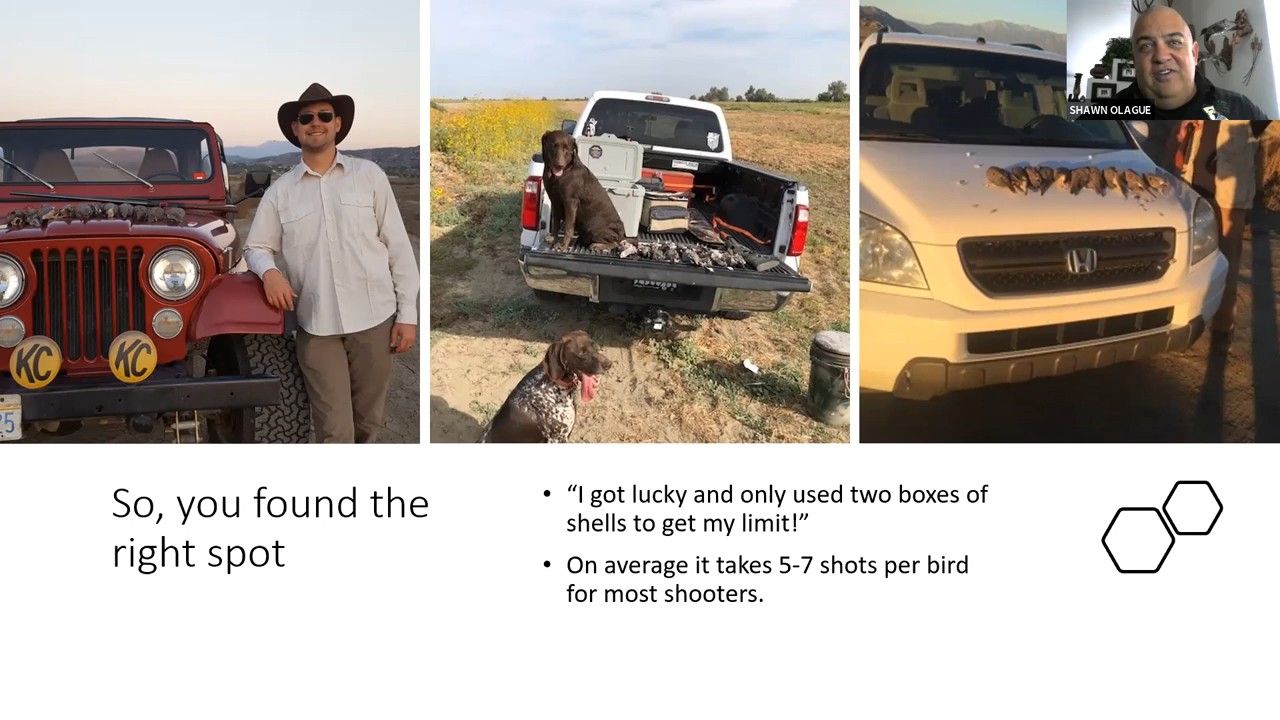 SHAWN OLAGUE
KC
KC
25
So, you found the
right spot
• “I got lucky and only used two boxes of
shells to get my limit!”
• On average it takes 5-7 shots per bird
for most shooters.